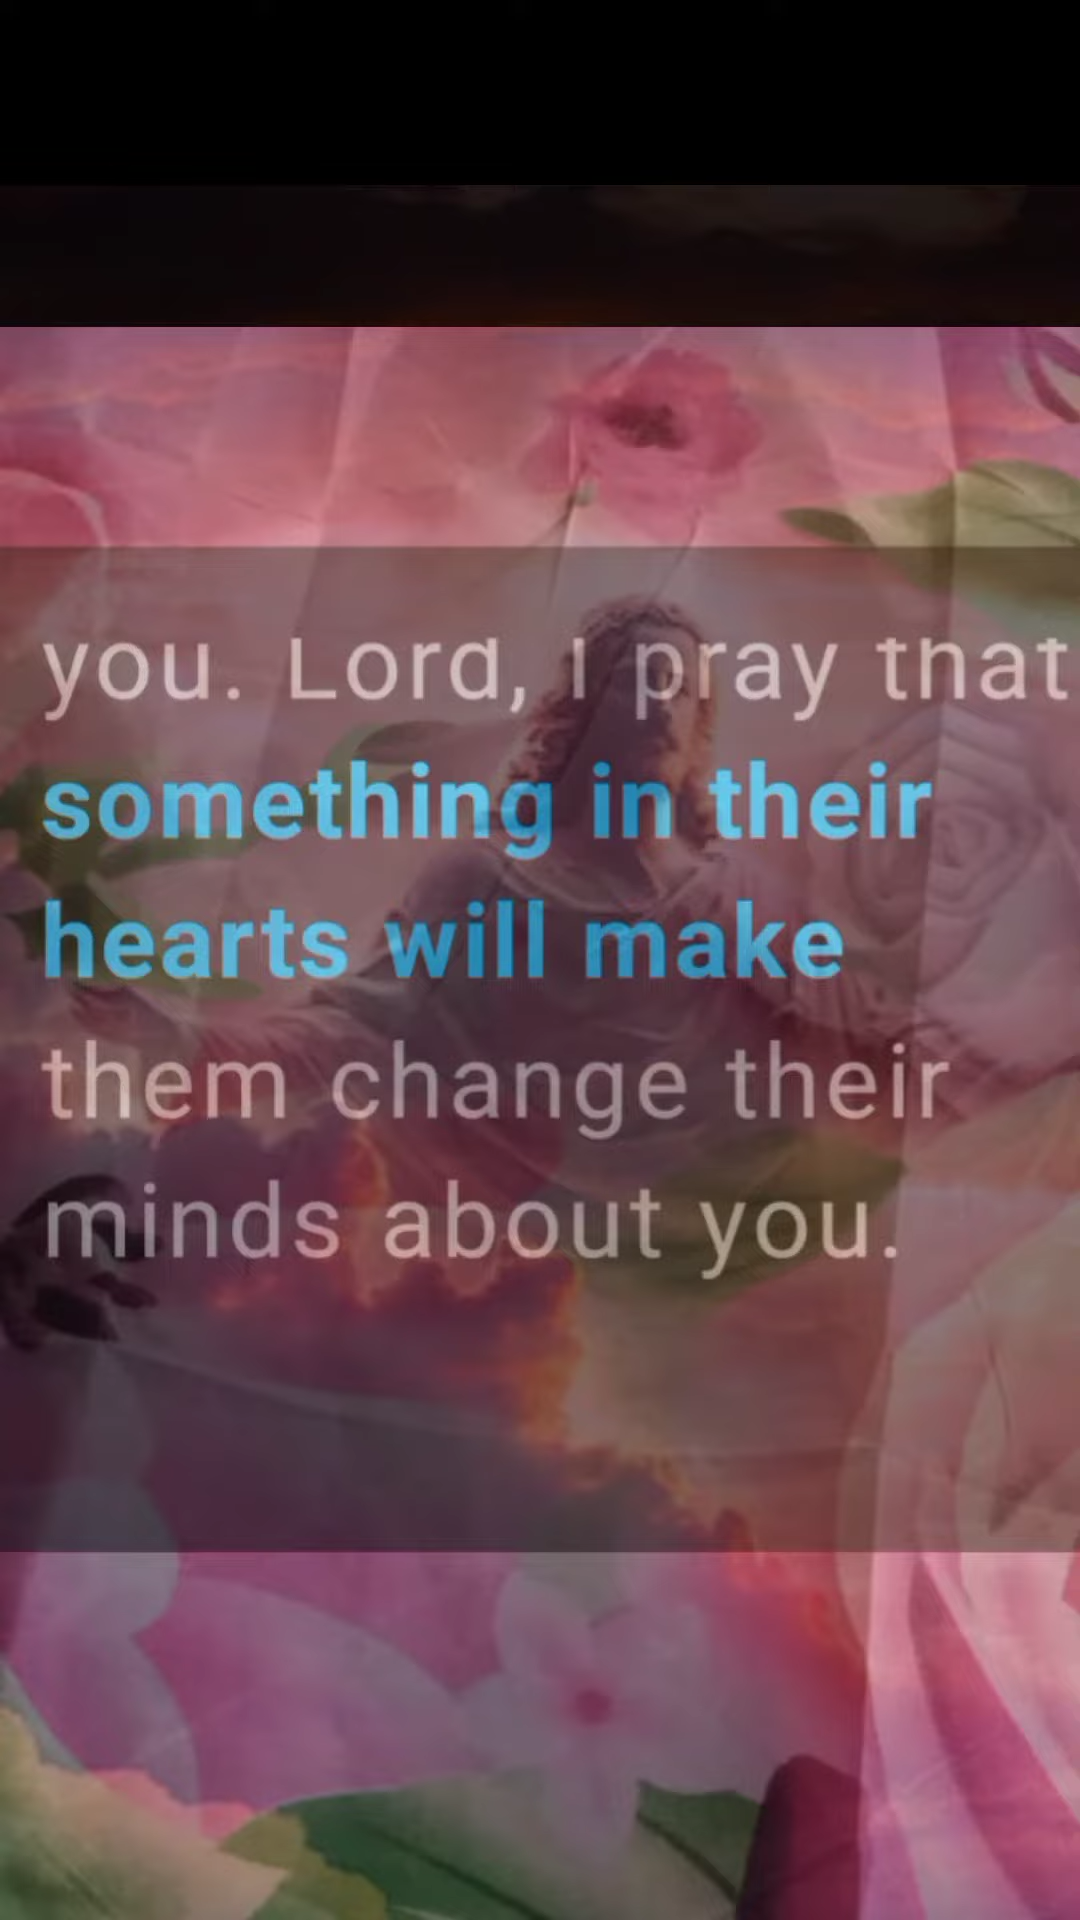 you. Lord, I pray that
something in their
hearts will make
them change their
minds about you.